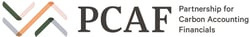 PCAF
Partnership for
Carbon Accounting
Financials